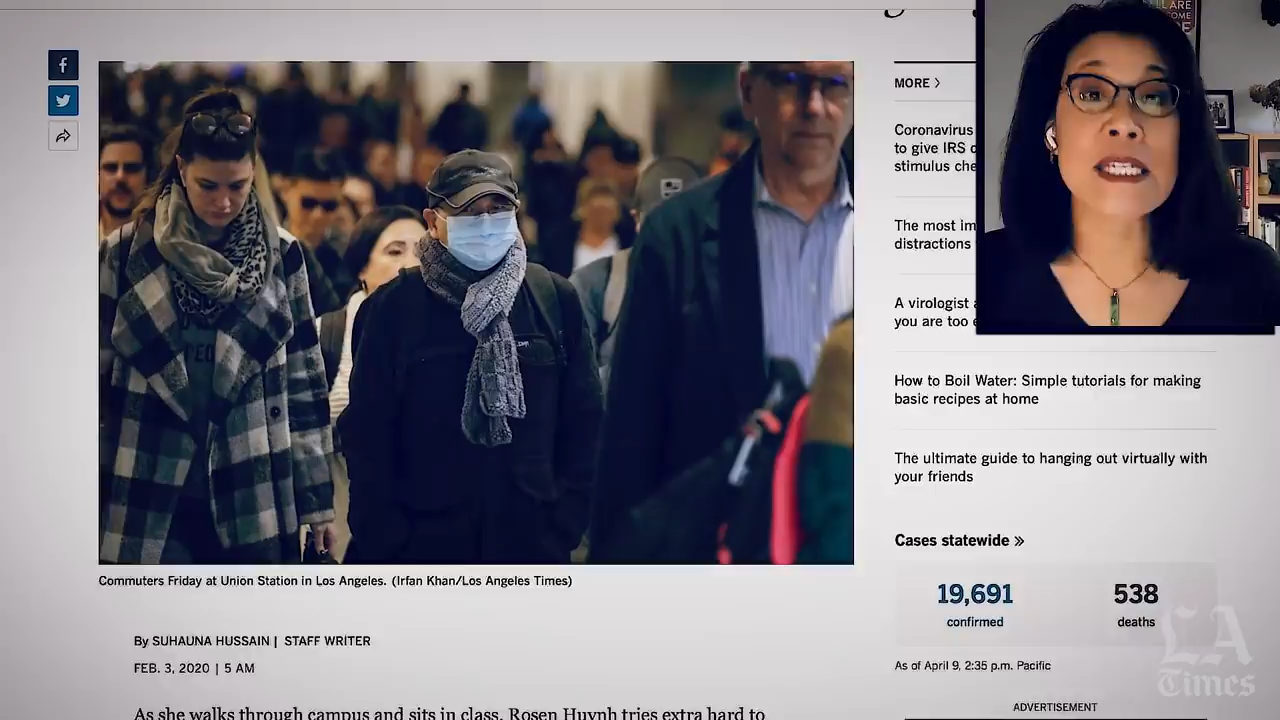 MORE >
Coronavirus
to give IRS
stimulus
The most
distractions
A virologist
you are too
How to Boil Water: Simple tutorials for making
basic recipes at home
The ultimate guide to hanging out virtually with
your friends
Cases statewide »
19,691
confirmed
538
deaths
As of April 9, 2:35 p.m. Pacific
ADVERTISEMENT
Commuters Friday at Union Station in Los Angeles. (Irfan Khan/Los Angeles Times)
By SUHAUNA HUSSAIN | STAFF WRITER
FEB. 3, 2020 | 5 AM
As she walks through campus and sits in class, Rosen Huynh tries extra hard to
LA
Times